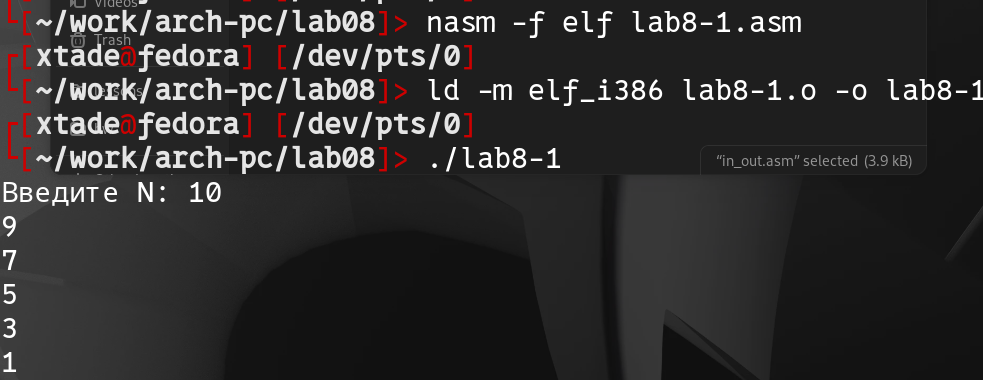 Videos
[~/work/arch-pc/lab08]> nasm -f elf lab8-1.asm
Trash
[xtade@fedora] [/dev/pts/0]
[~/work/arch-pc/lab08]> ld -m elf_i386 lab8-1.o -o lab8-1
[xtade@fedora] [/dev/pts/0]
[~/work/arch-pc/lab08]> ./lab8-1
“in_out.asm” selected (3.9 kB)
Введите N: 10
9
7
5
3
1